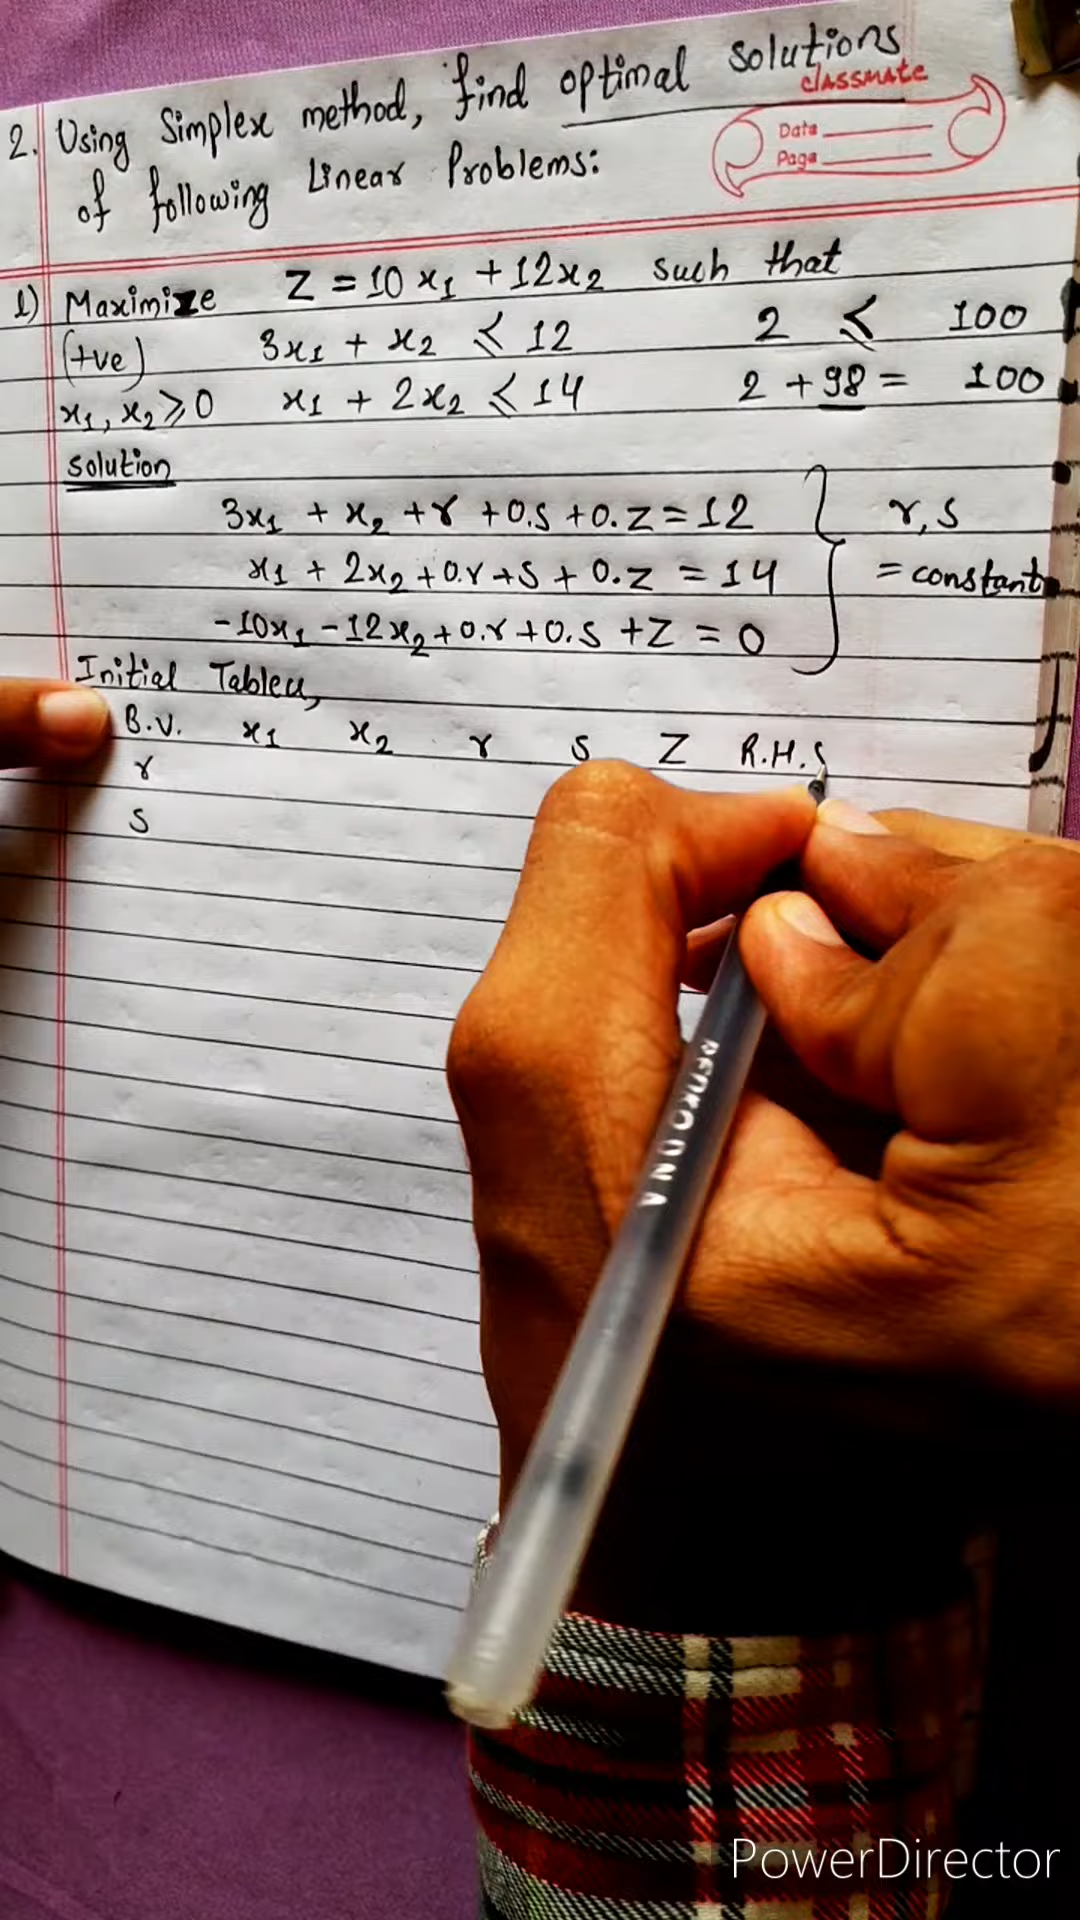 2. Using Simplex method, find optimal solutions
of following Linear Problems:
classmate
Date
Page
1) Maximize Z = 10x₁ + 12x₂ such that
(+ve) 3x₁ + x₂ ≤ 12 2 ≤ 100
x₁, x₂ ≥ 0 x₁ + 2x₂ ≤ 14 2 + 98 = 100
solution
3x₁ + x₂ + r + 0.s + 0.z = 12 r, s
x₁ + 2x₂ + 0.r + s + 0.z = 14 = constant
-10x₁ - 12x₂ + 0.r + 0.s + z = 0
Initial Tableu,
B.V. x₁ x₂ r s Z R.H.S
r
s
PEORKO DNA
PowerDirector